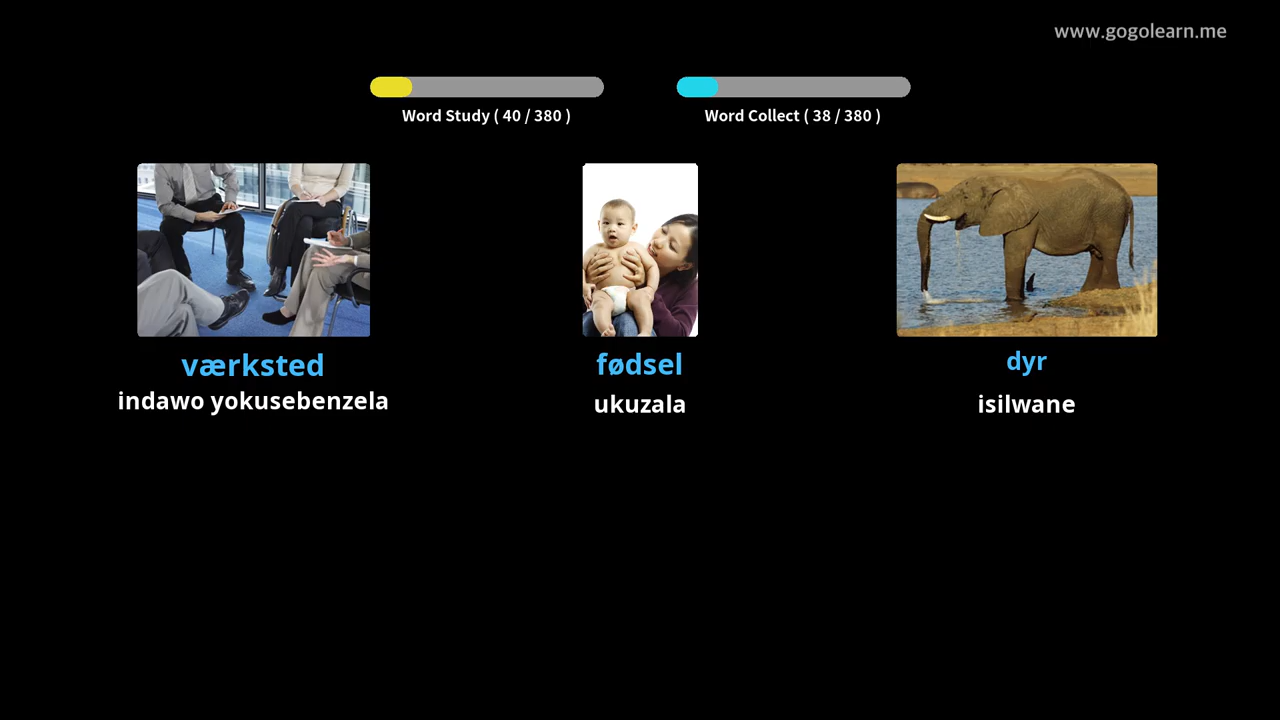 www.gogolearn.me
Word Study ( 40 / 380 )
Word Collect ( 38 / 380 )
værksted
indawo yokusebenzela
fødsel
ukuzala
dyr
isilwane